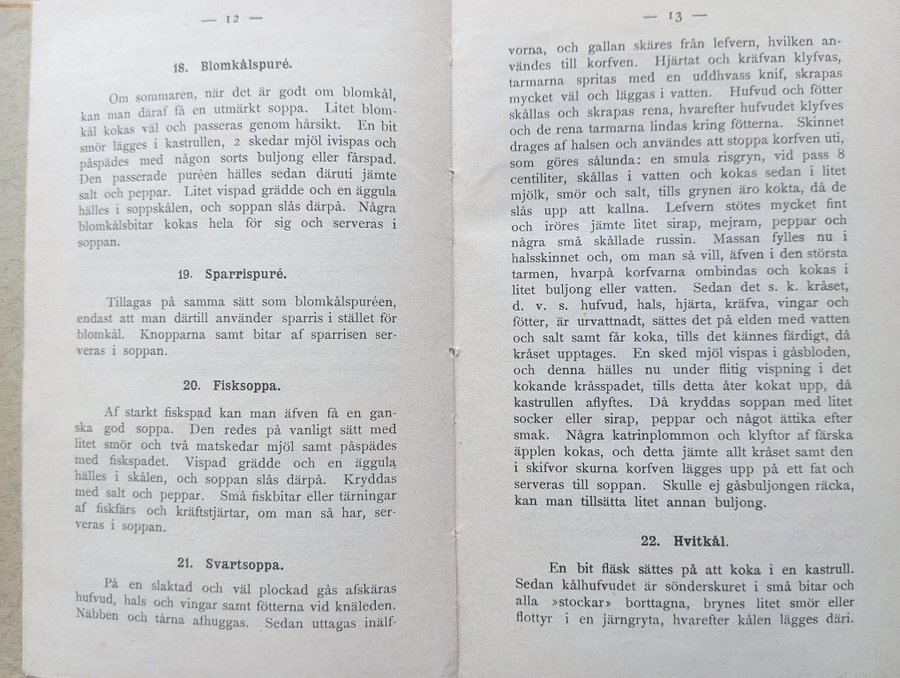 — 12 —
18. Blomkålspuré.
Om sommaren, när det är godt om blomkål,
kan man däraf få en utmärkt soppa. Litet blom-
kål kokas väl och passeras genom hårsikt. En bit
smör lägges i kastrullen, 2 skedar mjöl ivispas och
påspädes med någon sorts buljong eller fårspad.
Den passerade puréen hälles sedan däruti jämte
salt och peppar. Litet vispad grädde och en äggula
hälles i soppskålen, och soppan slås därpå. Några
blomkålsbitar kokas hela för sig och serveras i
soppan.
19. Sparrispuré.
Tillagas på samma sätt som blomkålspuréen,
endast att man därtill använder sparris i stället för
blomkål. Knopparna samt bitar af sparrisen ser-
veras i soppan.
20. Fisksoppa.
Af starkt fiskspad kan man äfven få en gan-
ska god soppa. Den redes på vanligt sätt med
litet smör och två matskedar mjöl samt påspädes
med fiskspadet. Vispad grädde och en äggula
hälles i skålen, och soppan slås därpå. Kryddas
med salt och peppar. Små fiskbitar eller tärningar
af fiskfärs och kräftstjärtar, om man så har, ser-
veras i soppan.
21. Svartsoppa.
På en slaktad och väl plockad gås afskäras
hufvud, hals och vingar samt fötterna vid knäleden.
Näbben och tårna afhuggas. Sedan uttagas inälf-
— 13 —
vorna, och gallan skäres från lefvern, hvilken an-
vändes till korfven. Hjärtat och kräfvan klyfvas,
tarmarna spritas med en uddhvass knif, skrapas
mycket väl och läggas i vatten. Hufvud och fötter
skållas och skrapas rena, hvarefter hufvudet klyfves
och de rena tarmarna lindas kring fötterna. Skinnet
drages af halsen och användes att stoppa korfven uti,
som göres sålunda: en smula risgryn, vid pass 8
centiliter, skållas i vatten och kokas sedan i litet
mjölk, smör och salt, tills grynen äro kokta, då de
slås upp att kallna. Lefvern stötes mycket fint
och iröres jämte litet sirap, mejram, peppar och
några små skållade russin. Massan fylles nu i
halsskinnet och, om man så vill, äfven i den största
tarmen, hvarpå korfvarna ombindas och kokas i
litet buljong eller vatten. Sedan det s. k. kråset,
d. v. s. hufvud, hals, hjärta, kräfva, vingar och
fötter, är urvattnadt, sättes det på elden med vatten
och salt samt får koka, tills det kännes färdigt, då
kråset upptages. En sked mjöl vispas i gåsbloden,
och denna hälles nu under flitig vispning i det
kokande kråsspadet, tills detta åter kokat upp, då
kastrullen aflyftes. Då kryddas soppan med litet
socker eller sirap, peppar och något ättika efter
smak. Några katrinplommon och klyftor af färska
äpplen kokas, och detta jämte allt kråset samt den
i skifvor skurna korfven lägges upp på ett fat och
serveras till soppan. Skulle ej gåsbuljongen räcka,
kan man tillsätta litet annan buljong.
22. Hvitkål.
En bit fläsk sättes på att koka i en kastrull.
Sedan kålhufvudet är sönderskuret i små bitar och
alla »stockar» borttagna, brynes litet smör eller
flottyr i en järngryta, hvarefter kålen lägges däri.